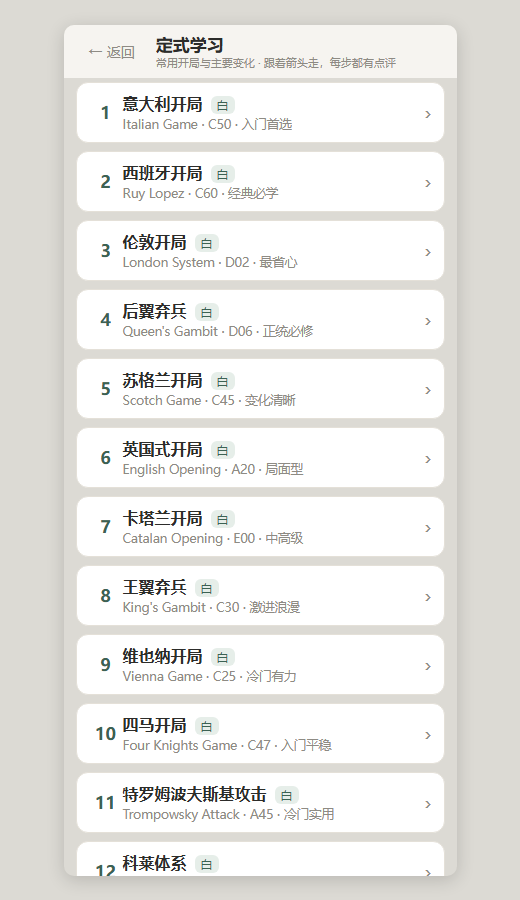 ← 返回
定式学习
常用开局与主要变化 · 跟着箭头走，每步都有点评
1 意大利开局 白
Italian Game · C50 · 入门首选
2 西班牙开局 白
Ruy Lopez · C60 · 经典必学
3 伦敦开局 白
London System · D02 · 最省心
4 后翼弃兵 白
Queen's Gambit · D06 · 正统必修
5 苏格兰开局 白
Scotch Game · C45 · 变化清晰
6 英国式开局 白
English Opening · A20 · 局面型
7 卡塔兰开局 白
Catalan Opening · E00 · 中高级
8 王翼弃兵 白
King's Gambit · C30 · 激进浪漫
9 维也纳开局 白
Vienna Game · C25 · 冷门有力
10 四马开局 白
Four Knights Game · C47 · 入门平稳
11 特罗姆波夫斯基攻击 白
Trompowsky Attack · A45 · 冷门实用
12 科莱体系 白